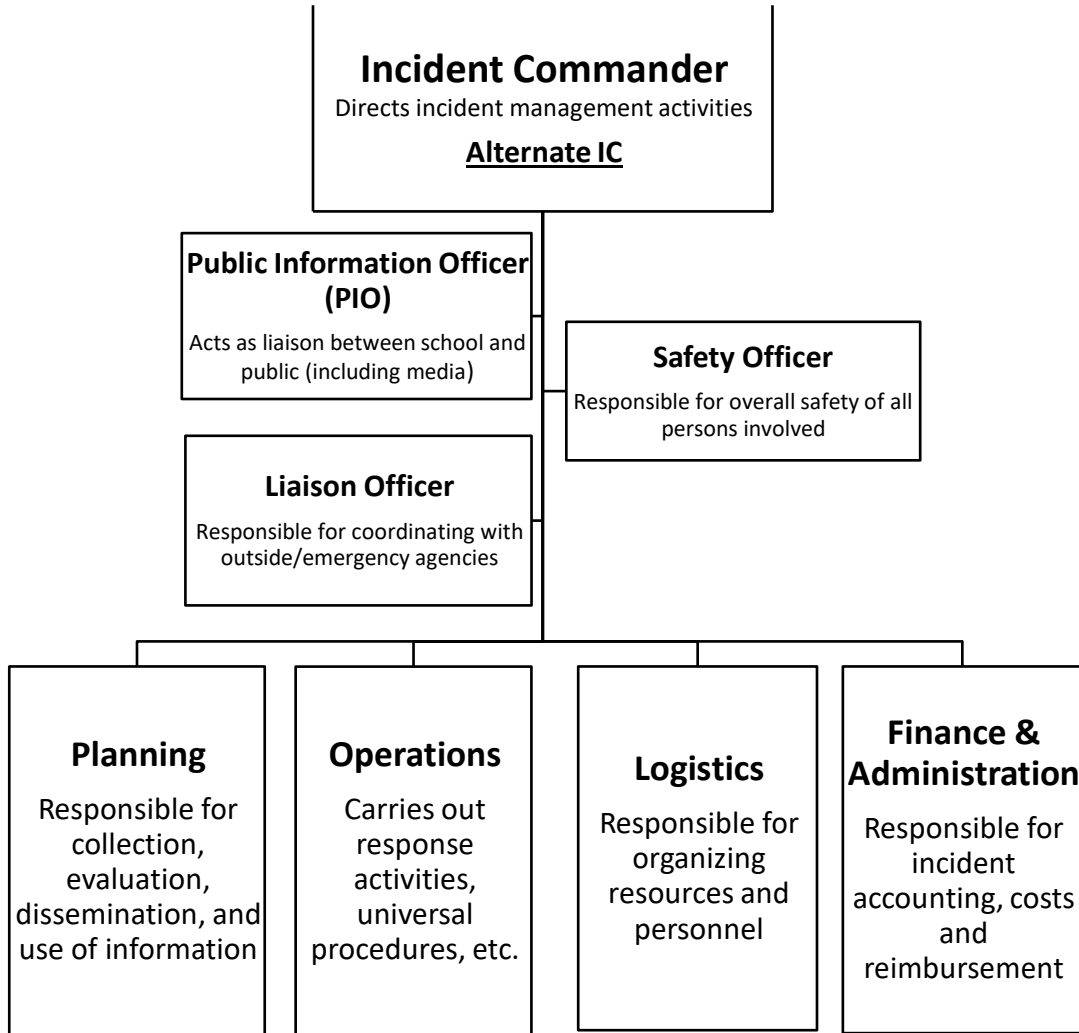 Incident Commander
Directs incident management activities
Alternate IC
Public Information Officer
(PIO)
Acts as liaison between school and
public (including media)
Safety Officer
Responsible for overall safety of all
persons involved
Liaison Officer
Responsible for coordinating with
outside/emergency agencies
Planning
Responsible for
collection,
evaluation,
dissemination, and
use of information
Operations
Carries out
response
activities,
universal
procedures, etc.
Logistics
Responsible for
organizing
resources and
personnel
Finance &
Administration
Responsible for
incident
accounting, costs
and
reimbursement